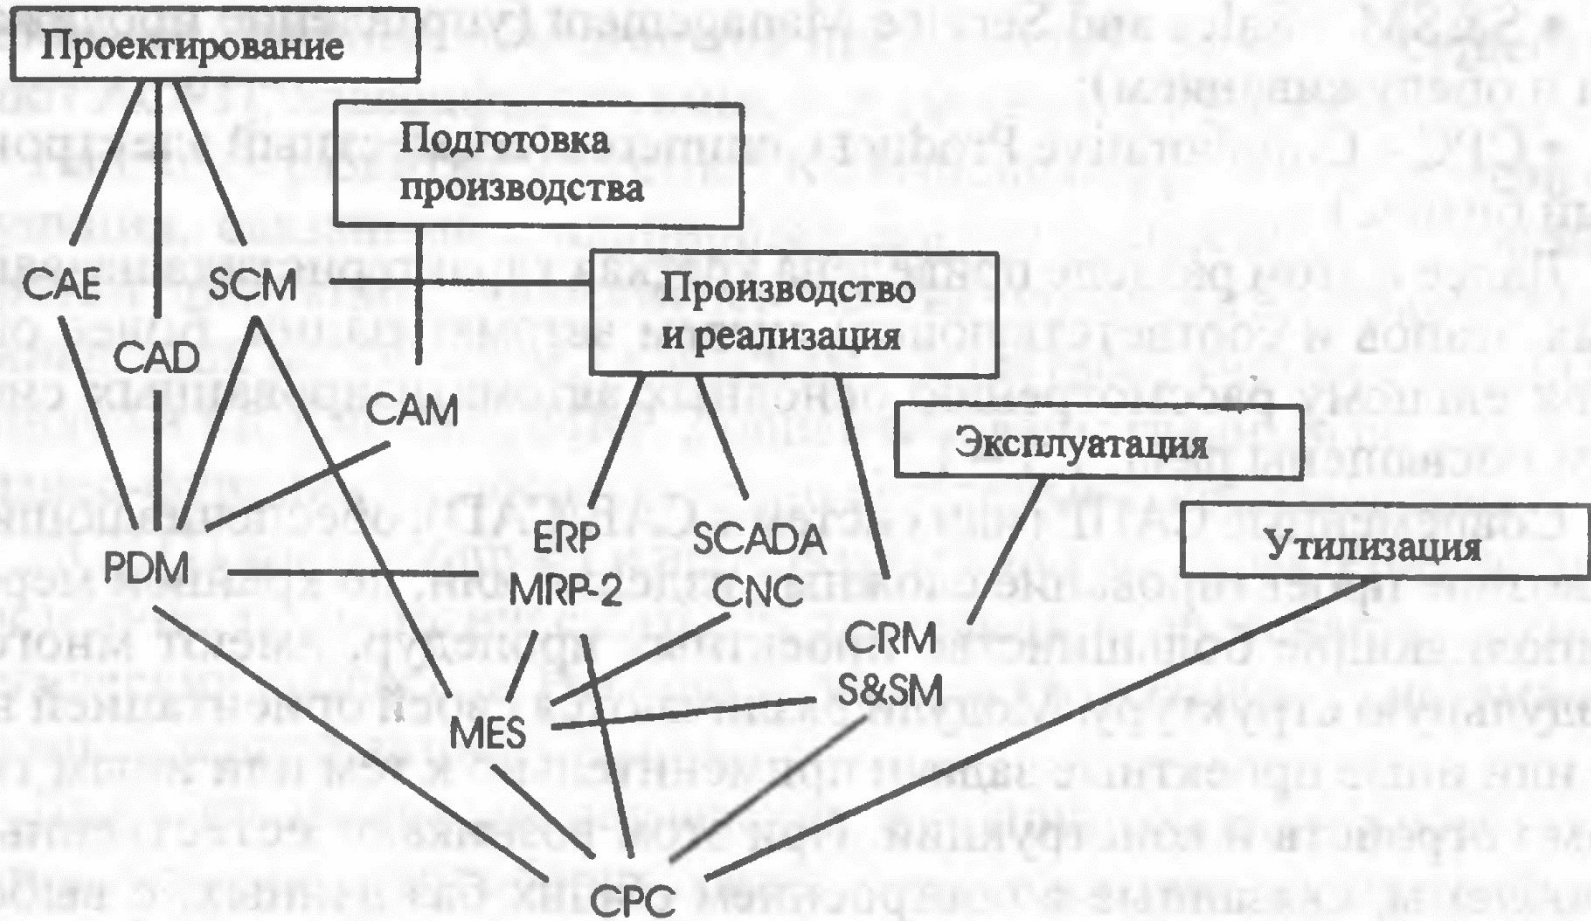 Проектирование
Подготовка
производства
CAE
SCM
Производство
и реализация
CAD
CAM
Эксплуатация
ERP
MRP-2
SCADA
CNC
Утилизация
PDM
CRM
S&SM
MES
CPC